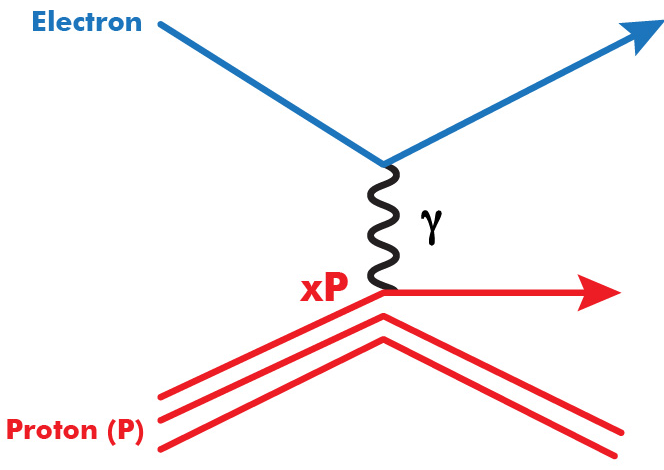 Electron
γ
xP
Proton (P)